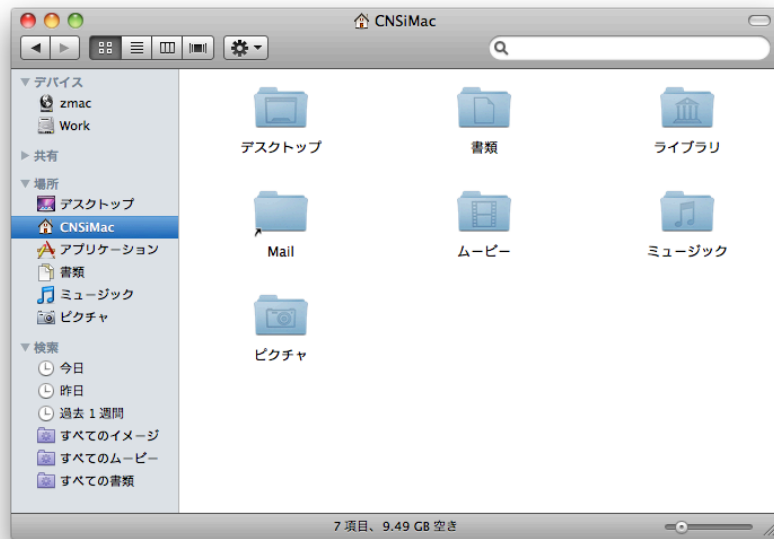 CNSiMac
デバイス
zmac
Work
共有
場所
デスクトップ
CNSiMac
アプリケーション
書類
ミュージック
ピクチャ
検索
今日
昨日
過去 1 週間
すべてのイメージ
すべてのムービー
すべての書類
デスクトップ
書類
ライブラリ
Mail
ムービー
ミュージック
ピクチャ
7 項目、9.49 GB 空き